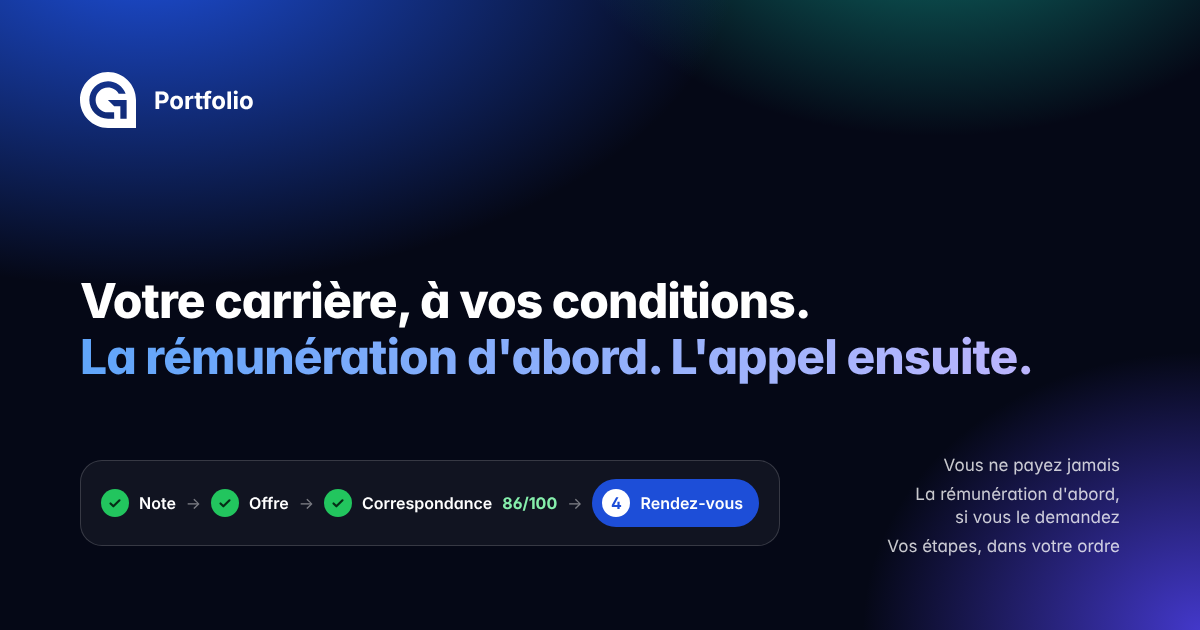 Portfolio
Votre carrière, à vos conditions.
La rémunération d'abord. L'appel ensuite.
Note → Offre → Correspondance 86/100 → 4 Rendez-vous
Vous ne payez jamais
La rémunération d'abord,
si vous le demandez
Vos étapes, dans votre ordre